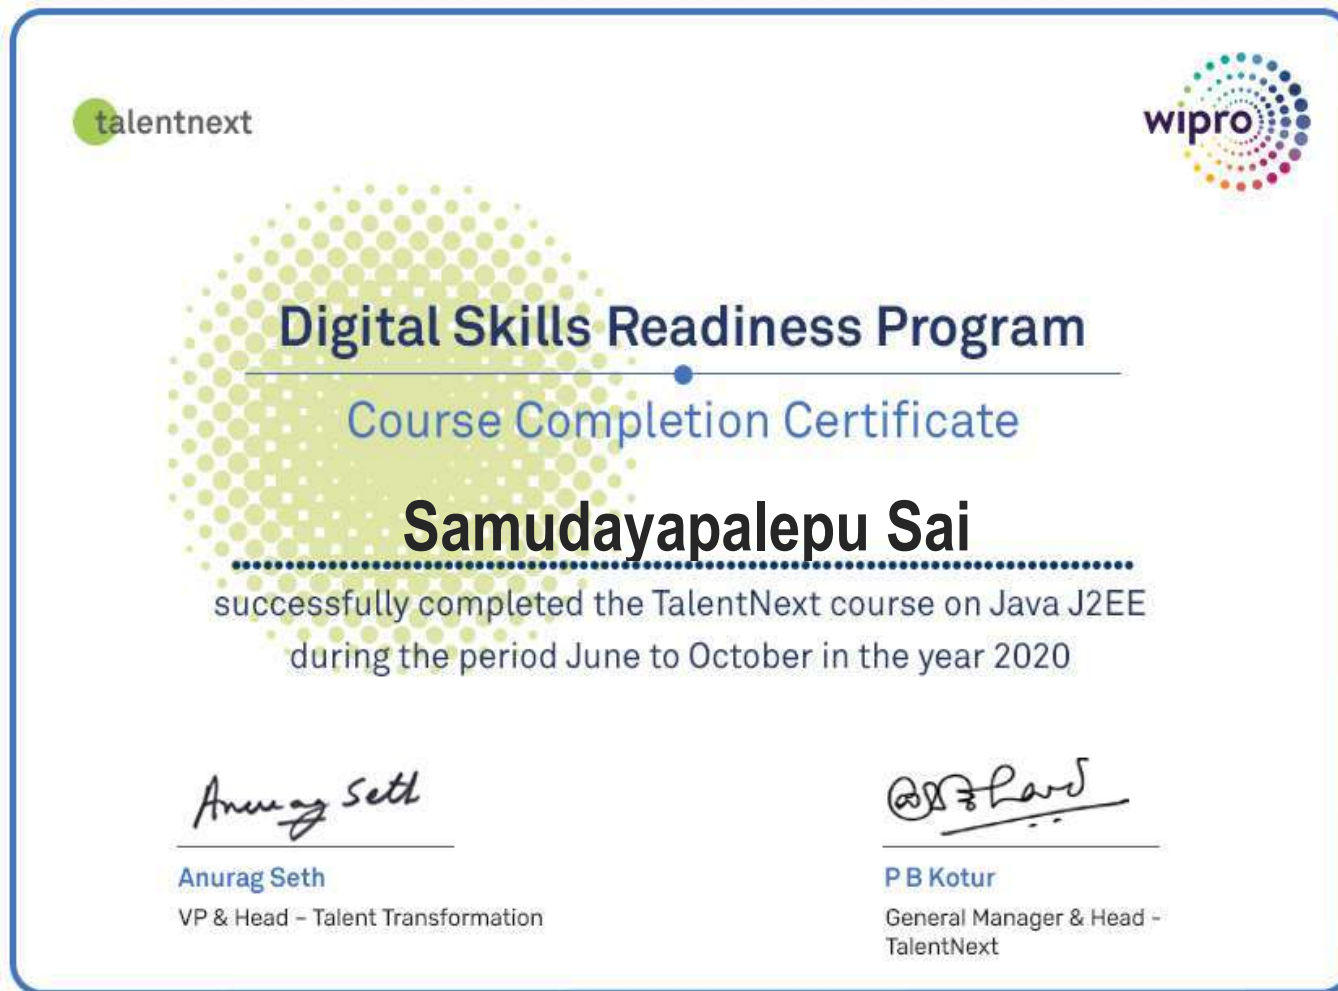 talentnext
wipro
Digital Skills Readiness Program
Course Completion Certificate
Samudayapalepu Sai
successfully completed the TalentNext course on Java J2EE
during the period June to October in the year 2020
Anurag Seth
Anurag Seth
P B Kotur
VP & Head – Talent Transformation
General Manager & Head -
TalentNext